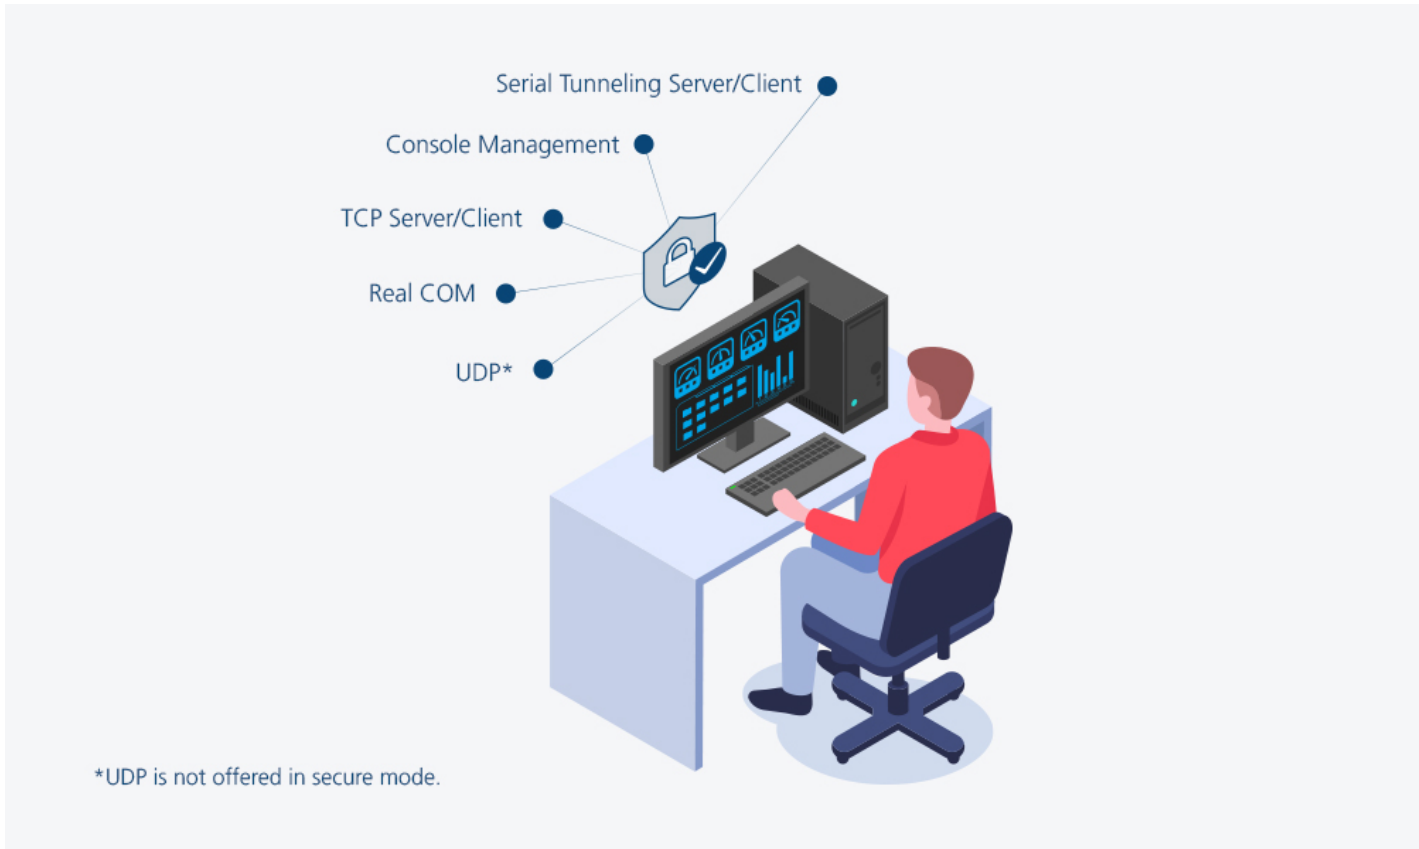 Serial Tunneling Server/Client
Console Management
TCP Server/Client
Real COM
UDP*
*UDP is not offered in secure mode.